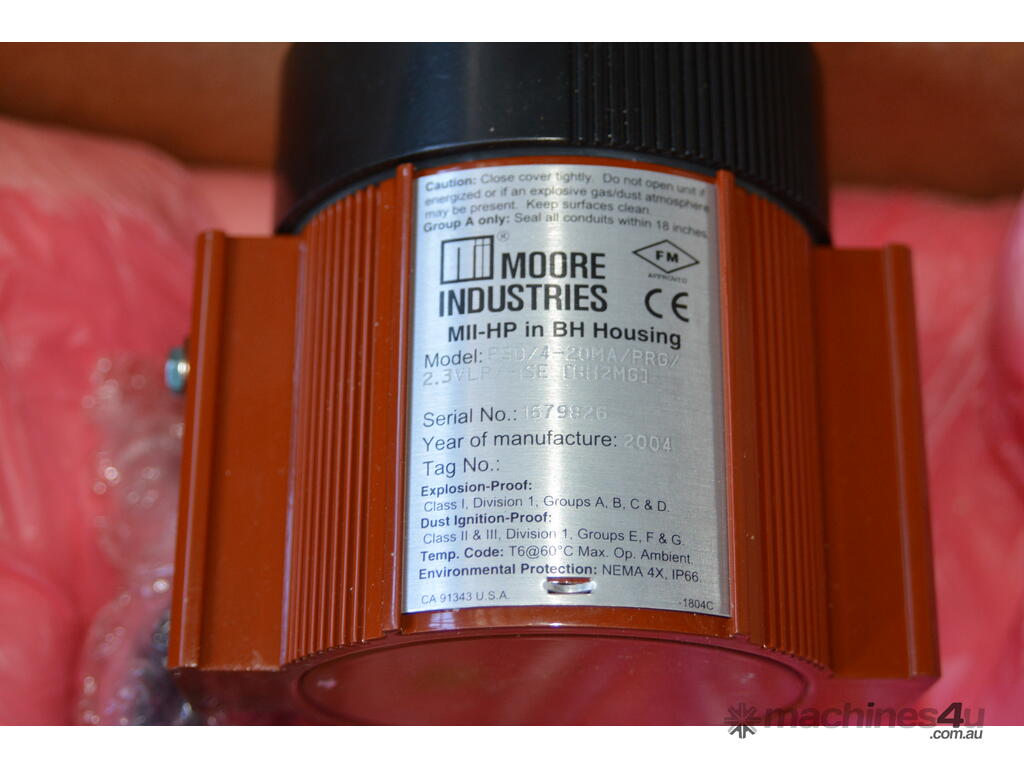 Caution: Close cover tightly. Do not open unit if
energized or if an explosive gas/dust atmosphere
may be present. Keep surfaces clean.
Group A only: Seal all conduits within 18 inches.
MOORE
INDUSTRIES
®
FM
APPROVED
CE
MII-HP in BH Housing
Model: /4-20MA/PRG/
Serial No.: 1679826
Year of manufacture: 2004
Tag No.:
Explosion-Proof:
Class I, Division 1, Groups A, B, C & D.
Dust Ignition-Proof:
Class II & III, Division 1, Groups E, F & G.
Temp. Code: T6@60°C Max. Op. Ambient.
Environmental Protection: NEMA 4X, IP66.
CA 91343 U.S.A.
-1804C
machines4u
.com.au